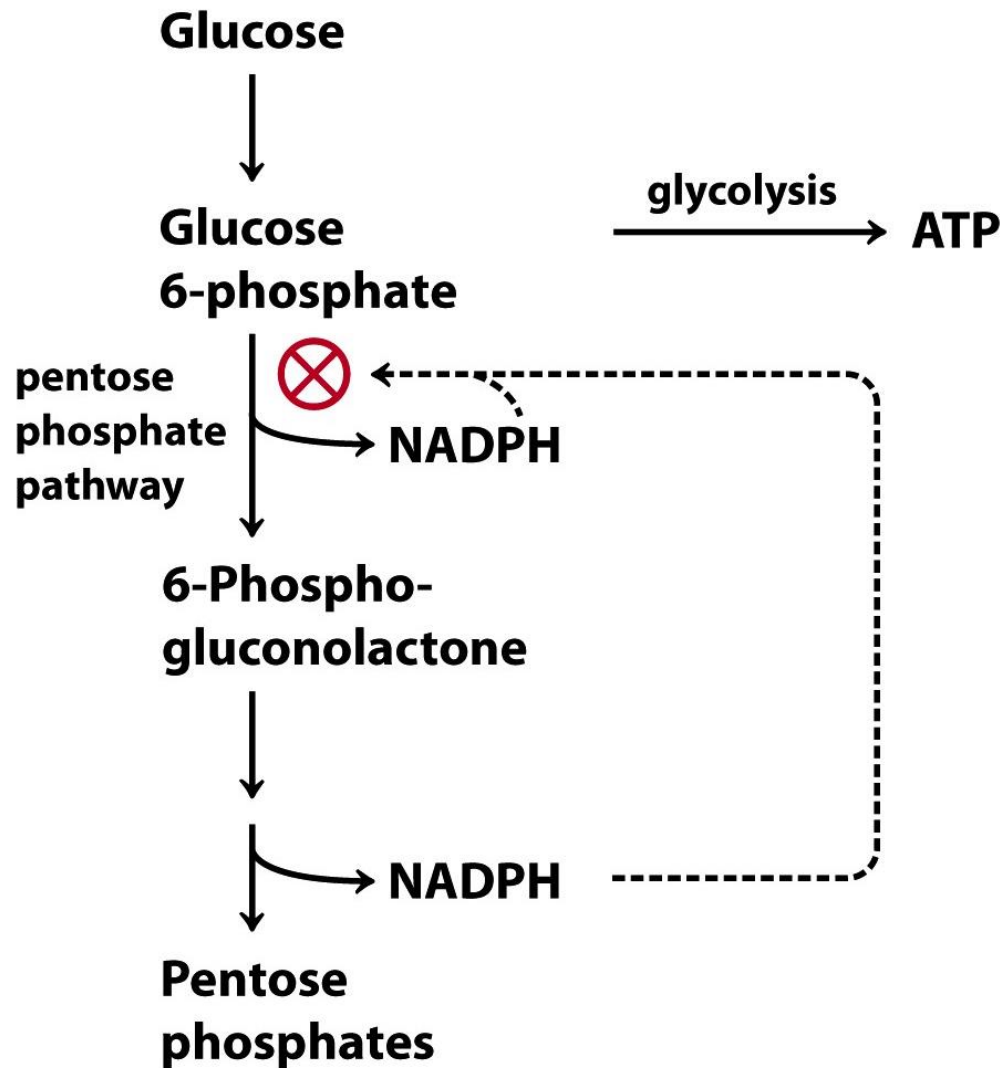 Glucose
glycolysis
Glucose
ATP
6-phosphate
pentose
phosphate
NADPH
pathway
6-Phospho-
gluconolactone
NADPH
Pentose
phosphates